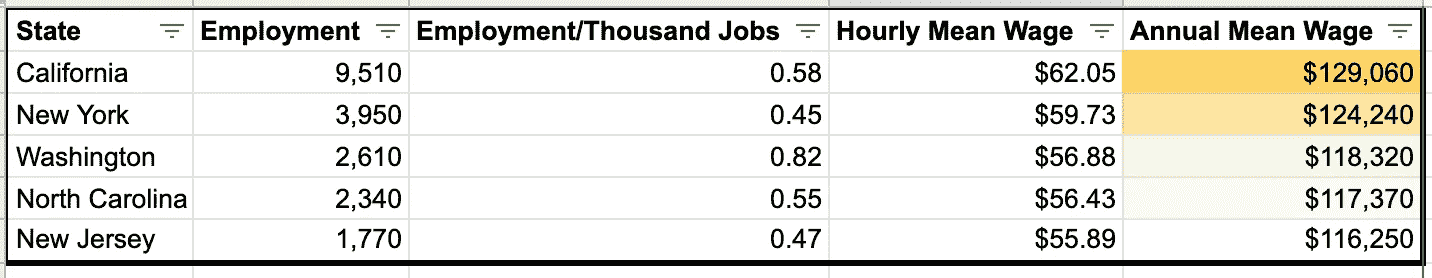 State Employment Employment/Thousand Jobs Hourly Mean Wage Annual Mean Wage
California 9,510 0.58 $62.05 $129,060
New York 3,950 0.45 $59.73 $124,240
Washington 2,610 0.82 $56.88 $118,320
North Carolina 2,340 0.55 $56.43 $117,370
New Jersey 1,770 0.47 $55.89 $116,250